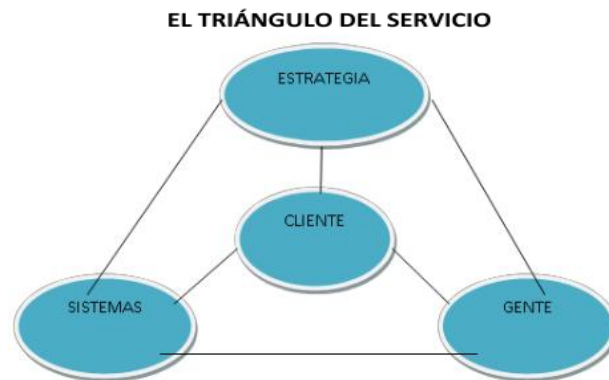 EL TRIÁNGULO DEL SERVICIO
ESTRATEGIA
CLIENTE
SISTEMAS
GENTE